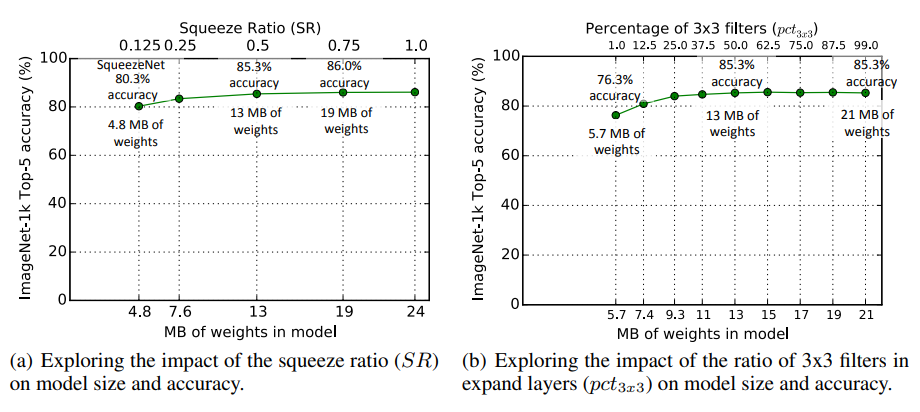 Squeeze Ratio (SR)
0.125 0.25 0.5 0.75 1.0
ImageNet-1k Top-5 accuracy (%)
100
80
60
40
20
0
SqueezeNet
80.3%
accuracy
85.3%
accuracy
86.0%
accuracy
4.8 MB of
weights
13 MB of
weights
19 MB of
weights
4.8 7.6 13 19 24
MB of weights in model
(a) Exploring the impact of the squeeze ratio (SR)
on model size and accuracy.
Percentage of 3x3 filters (pct3x3)
1.0 12.5 25.0 37.5 50.0 62.5 75.0 87.5 99.0
ImageNet-1k Top-5 accuracy (%)
100
80
60
40
20
0
76.3%
accuracy
85.3%
accuracy
85.3%
accuracy
5.7 MB of
weights
13 MB of
weights
21 MB of
weights
5.7 7.4 9.3 11 13 15 17 19 21
MB of weights in model
(b) Exploring the impact of the ratio of 3x3 filters in
expand layers (pct3x3) on model size and accuracy.